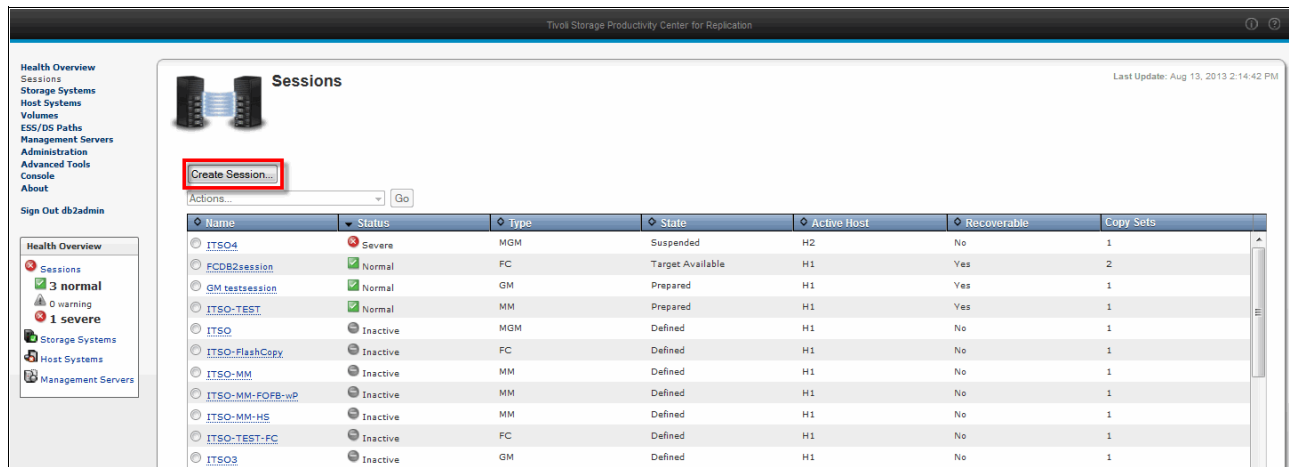 Tivoli Storage Productivity Center for Replication
Health Overview
Sessions
Storage Systems
Host Systems
Volumes
ESS/DS Paths
Management Servers
Administration
Advanced Tools
Console
About
Sign Out db2admin
Health Overview
Sessions
3 normal
0 warning
1 severe
Storage Systems
Host Systems
Management Servers
Sessions
Last Update: Aug 13, 2013 2:14:42 PM
Create Session...
Actions... Go
Name Status Type State Active Host Recoverable Copy Sets
ITSO4 Severe MGM Suspended H2 No 1
FCDB2session Normal FC Target Available H1 Yes 2
GM testsession Normal GM Prepared H1 Yes 1
ITSO-TEST Normal MM Prepared H1 Yes 1
ITSO Inactive MGM Defined H1 No 1
ITSO-FlashCopy Inactive FC Defined H1 No 1
ITSO-MM Inactive MM Defined H1 No 1
ITSO-MM-FOFB-wP Inactive MM Defined H1 No 1
ITSO-MM-HS Inactive MM Defined H1 No 1
ITSO-TEST-FC Inactive FC Defined H1 No 1
ITSO3 Inactive GM Defined H1 No 1